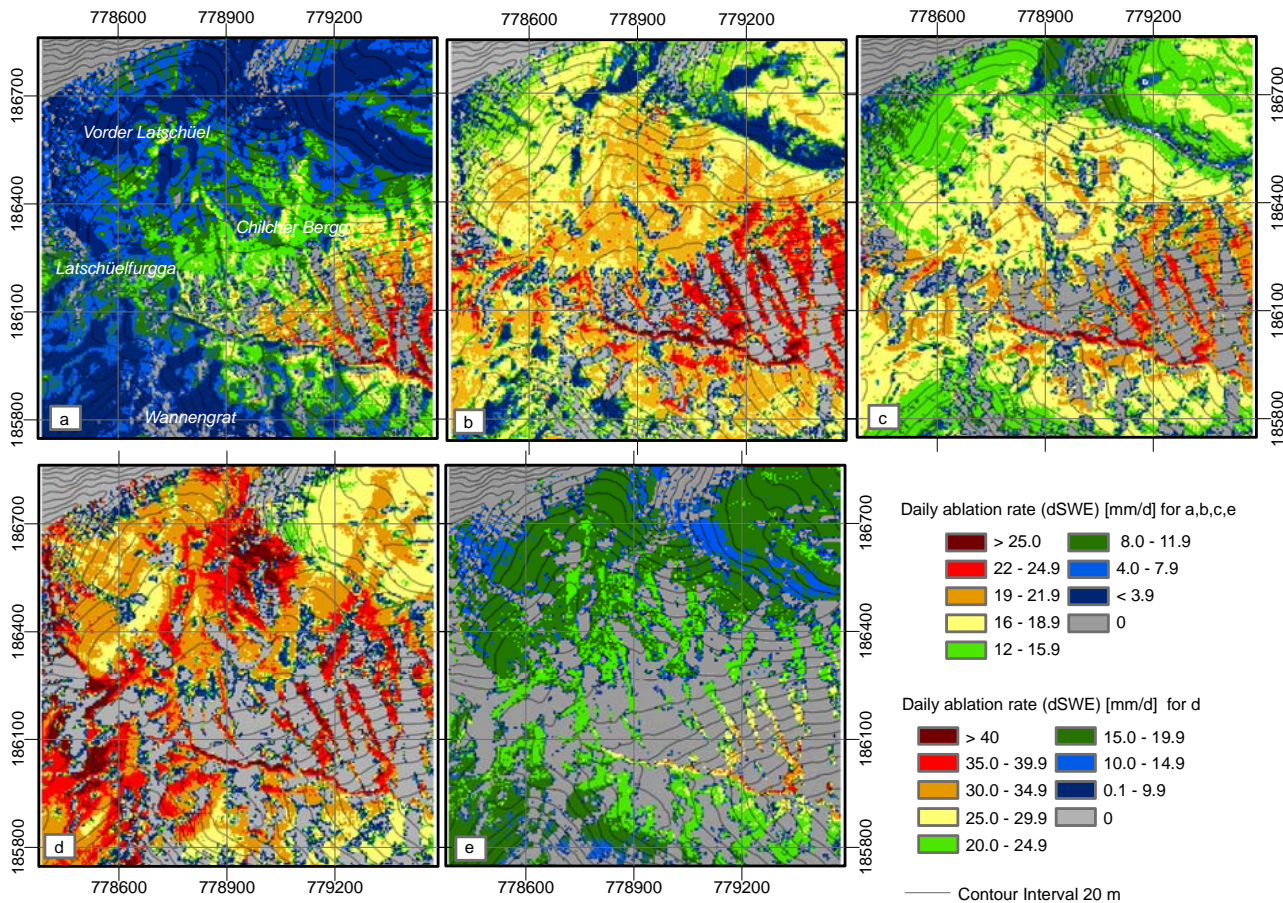 778600 778900 779200 778600 778900 779200 778600 778900 779200
186700 186400 186100 185800
Vorder Latschüel
Chilcher Bergg
Latschüelfurgga
Wannengrat
a
b
c
186700 186400 186100 185800
186700 186400 186100 185800
d
e
186700 186400 186100 185800
778600 778900 779200 778600 778900 779200
Daily ablation rate (dSWE) [mm/d] for a,b,c,e
> 25.0 8.0 - 11.9
22 - 24.9 4.0 - 7.9
19 - 21.9 < 3.9
16 - 18.9 0
12 - 15.9
Daily ablation rate (dSWE) [mm/d] for d
> 40 15.0 - 19.9
35.0 - 39.9 10.0 - 14.9
30.0 - 34.9 0.1 - 9.9
25.0 - 29.9 0
20.0 - 24.9
Contour Interval 20 m